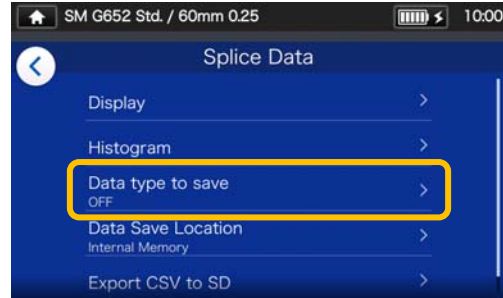 SM G652 Std. / 60mm 0.25 10:00
Splice Data
Display
Histogram
Data type to save
OFF
Data Save Location
Internal Memory
Export CSV to SD